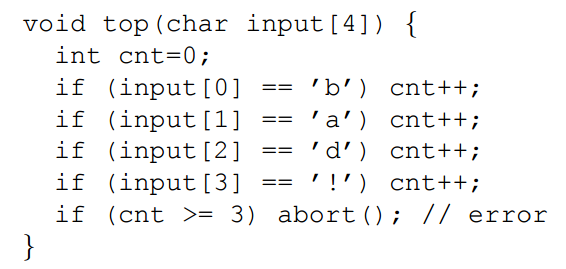 void top(char input[4]) {
int cnt=0;
if (input[0] == ’b’) cnt++;
if (input[1] == ’a’) cnt++;
if (input[2] == ’d’) cnt++;
if (input[3] == ’!’) cnt++;
if (cnt >= 3) abort(); // error
}